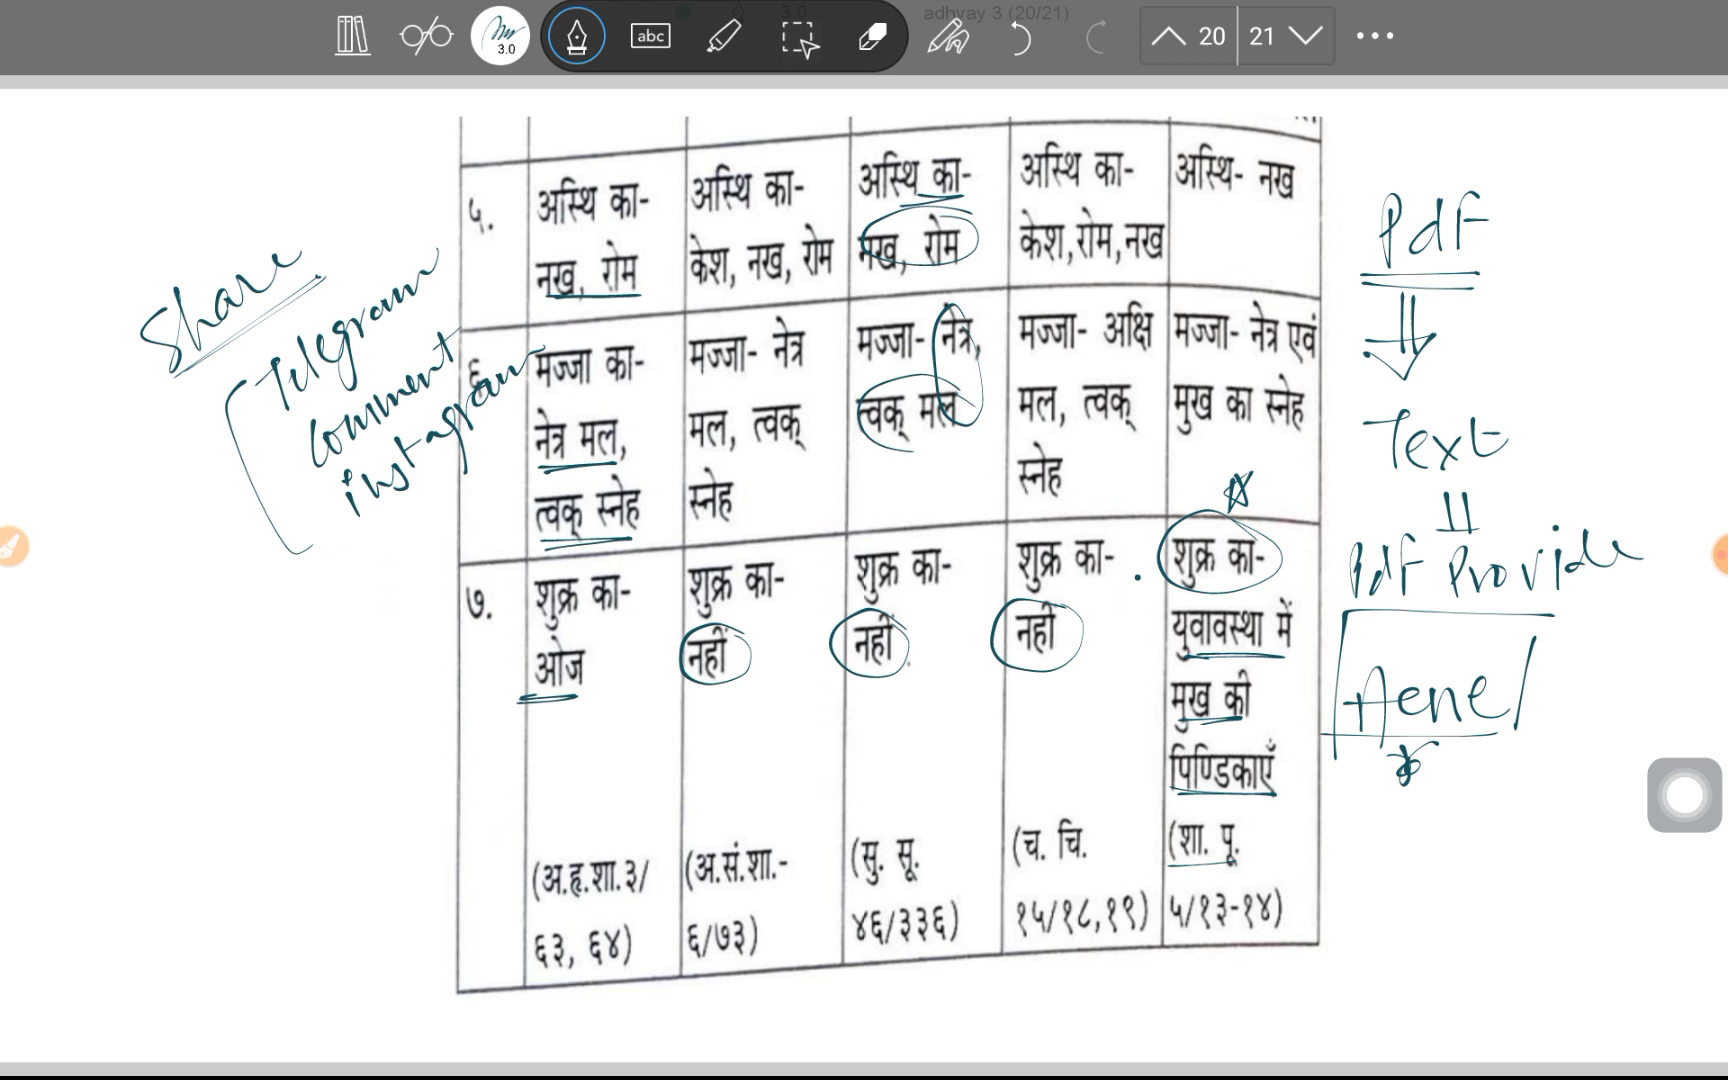 adhyay 3 (20/21)
3.0
abc
20
21
५.
अस्थि का-
नख, रोम
अस्थि का-
केश, नख, रोम
अस्थि का-
नख, रोम
अस्थि का-
केश,रोम,नख
अस्थि- नख
६.
मज्जा का-
नेत्र मल,
त्वक् स्नेह
मज्जा- नेत्र
मल, त्वक्
स्नेह
मज्जा- नेत्र,
त्वक् मल
मज्जा- अक्षि
मल, त्वक्
स्नेह
मज्जा- नेत्र एवं
मुख का स्नेह
७.
शुक्र का-
ओज
(अ.हृ.शा.३/
६३, ६४)
शुक्र का-
नहीं
(अ.सं.शा.-
६/७३)
शुक्र का-
नहीं
(सु. सू.
४६/३३६)
शुक्र का-
नहीं
(च. चि.
१५/१८,१९)
शुक्र का-
युवावस्था में
मुख की
पिण्डिकाएँ
(शा. पू.
५/१३-१४)
Share
Telegram
comment
instagram
Pdf
Text
Pdf Provide